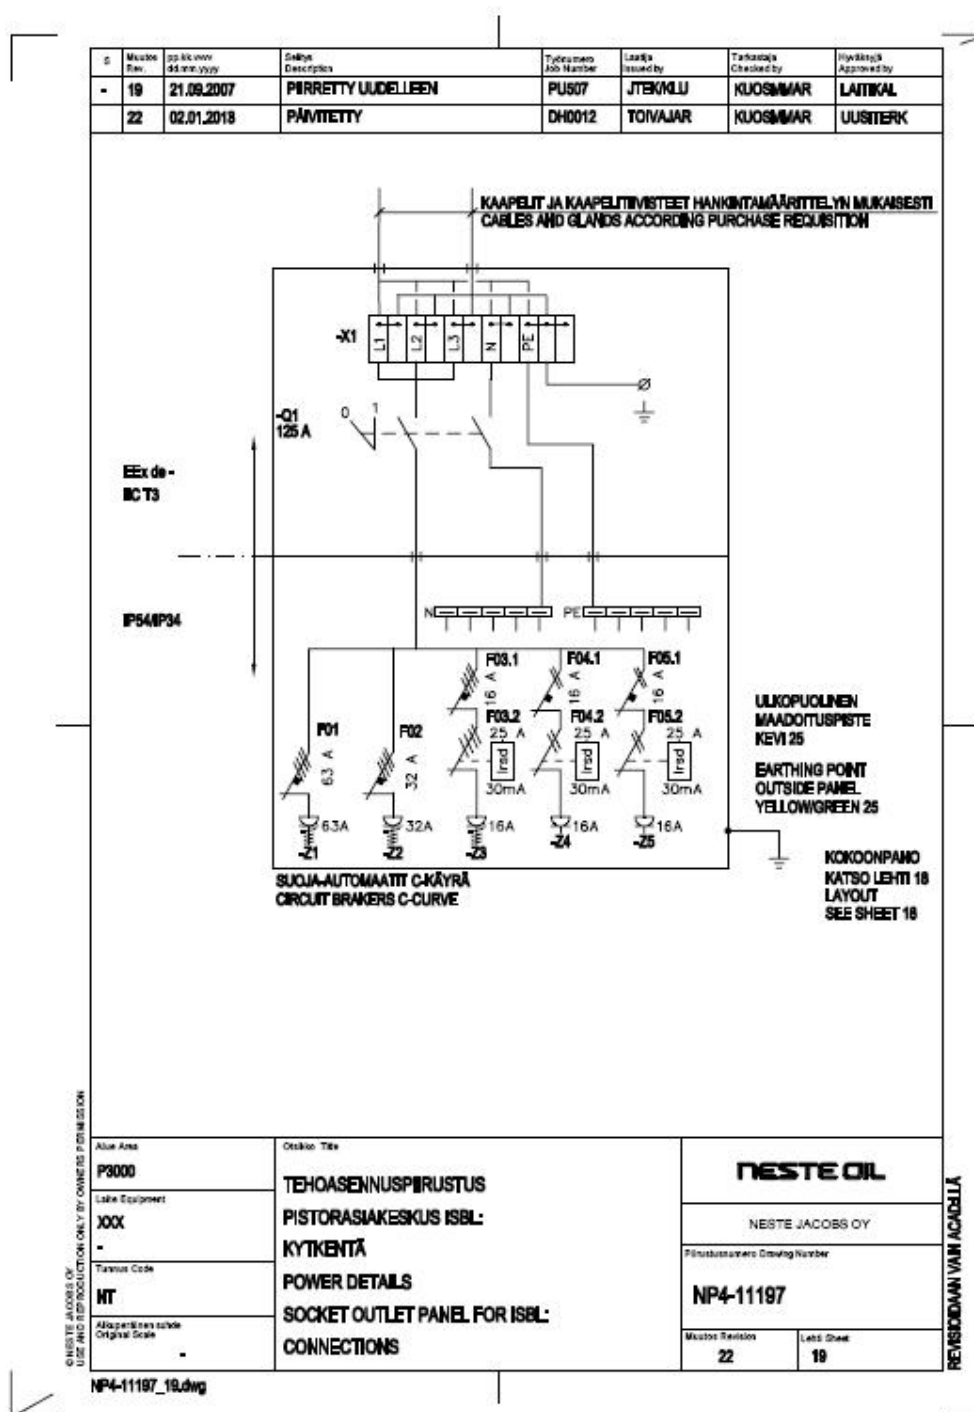 S
Muutos
Rev.
pp.kk.vvvv
dd.mm.yyyy
Selitys
Description
Työnumero
Job Number
Laatija
Issued by
Tarkastaja
Checked by
Hyväksyjä
Approved by
- 19 21.09.2007 PIIRRETTY UUDELLEEN PU507 JTEK/KLU KUOSMMAR LAITIKAL
22 02.01.2018 PÄIVITETTY DH0012 TOIVAJAR KUOSMMAR UUSITERK
KAAPELIT JA KAAPELITIIVISTEET HANKINTAMÄÄRITTELYN MUKAISESTI
CABLES AND GLANDS ACCORDING PURCHASE REQUISITION
-X1
L1 L2 L3 N PE
-Q1
125 A
0 1
EEx de -
IIC T3
IP54/IP34
N PE
F03.1 F04.1 F05.1
16 A 16 A 16 A
F01 F02 F03.2 F04.2 F05.2
63 A 32 A
25 A 25 A 25 A
Irsd Irsd Irsd
30mA 30mA 30mA
63A 32A 16A 16A 16A
-Z1 -Z2 -Z3 -Z4 -Z5
SUOJA-AUTOMAATIT C-KÄYRÄ
CIRCUIT BRAKERS C-CURVE
ULKOPUOLINEN
MAADOITUSPISTE
KEVI 25
EARTHING POINT
OUTSIDE PANEL
YELLOW/GREEN 25
KOKOONPANO
KATSO LEHTI 18
LAYOUT
SEE SHEET 18
© NESTE JACOBS OY
USE AND REPRODUCTION ONLY BY OWNERS PERMISSION
Alue Area
P3000
Laite Equipment
XXX
-
Tunnus Code
NT
Alkuperäinen suhde
Original Scale
-
Otsikko Title
TEHOASENNUSPIIRUSTUS
PISTORASIAKESKUS ISBL:
KYTKENTÄ
POWER DETAILS
SOCKET OUTLET PANEL FOR ISBL:
CONNECTIONS
NESTE OIL
NESTE JACOBS OY
Piirustusnumero Drawing Number
NP4-11197
Muutos Revision
22
Lehti Sheet
19
REVISIOIDAAN VAIN ACAD:LLÄ
NP4-11197_19.dwg